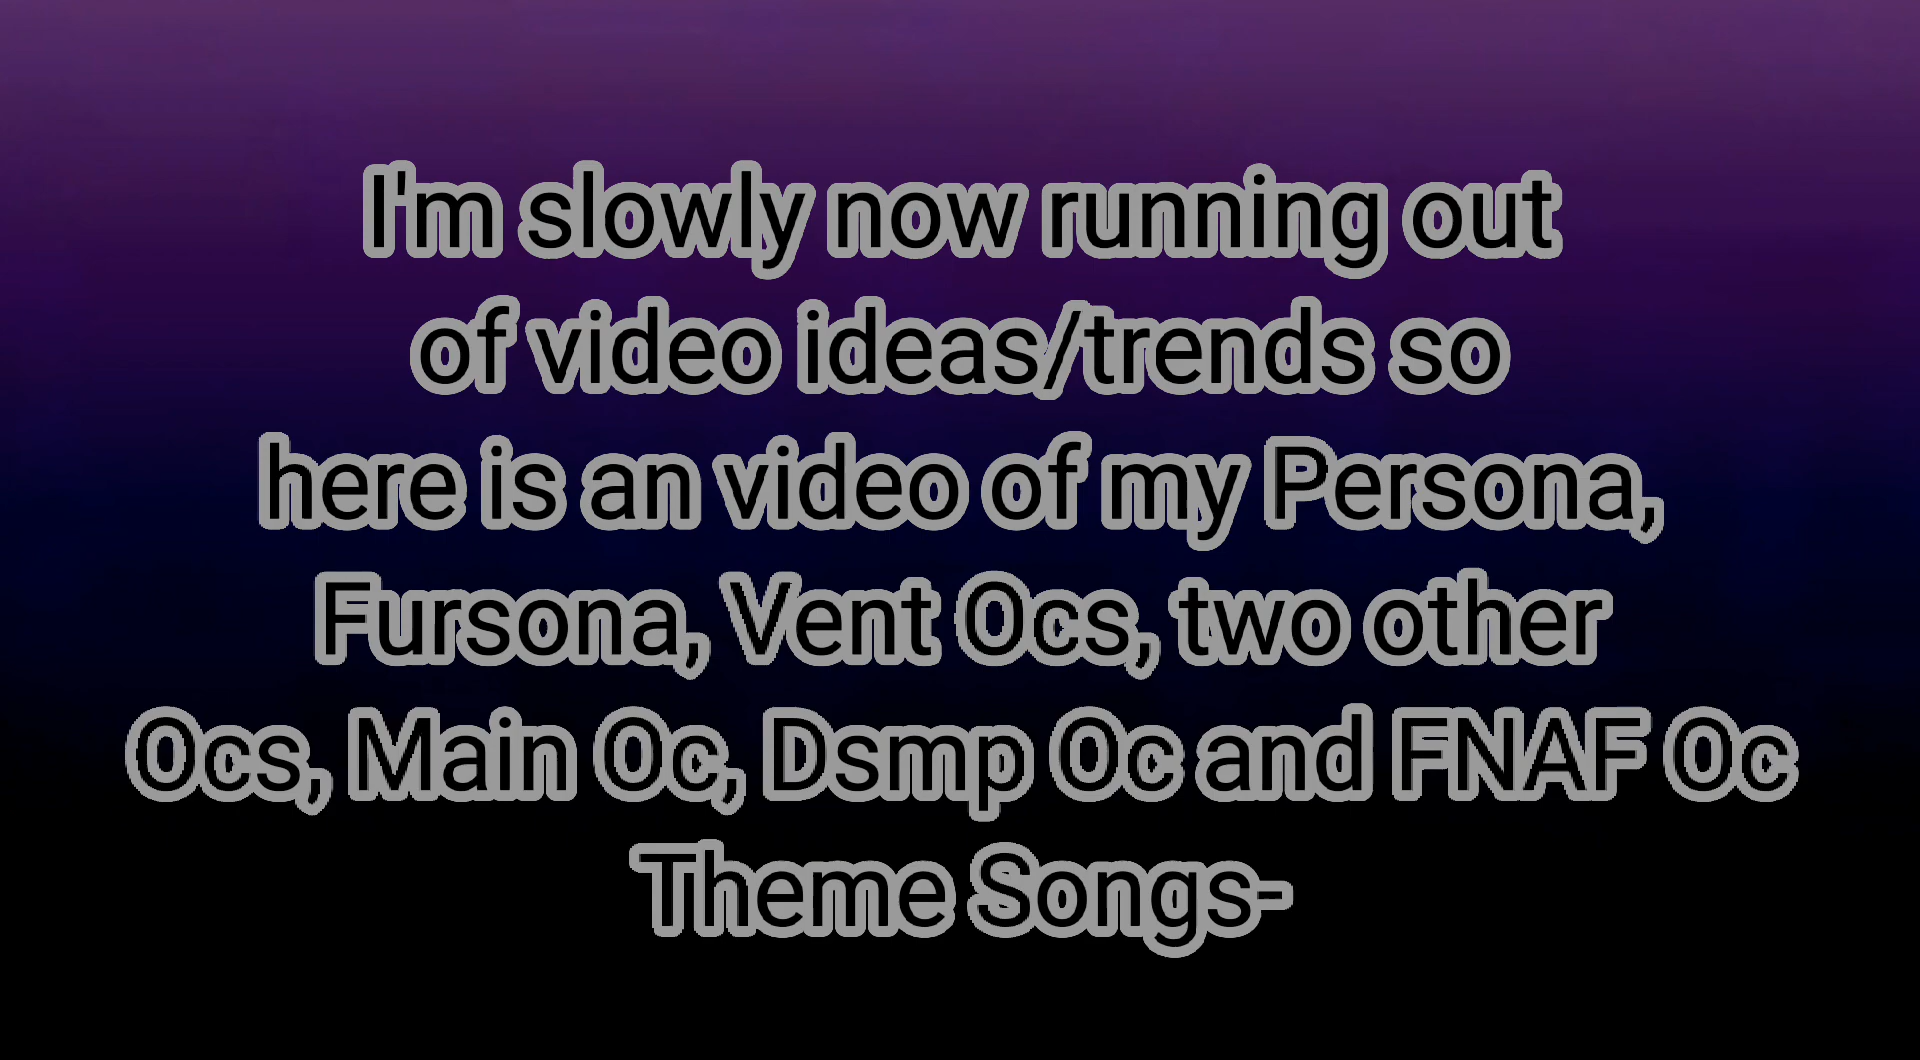 I'm slowly now running out
of video ideas/trends so
here is an video of my Persona,
Fursona, Vent Ocs, two other
Ocs, Main Oc, Dsmp Oc and FNAF Oc
Theme Songs-